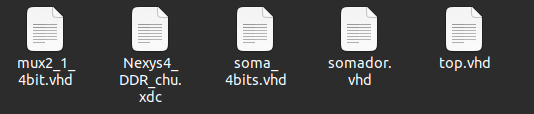 mux2_1_ Nexys4_ soma_ somador. top.vhd
4bit.vhd DDR_chu. 4bits.vhd vhd
xdc